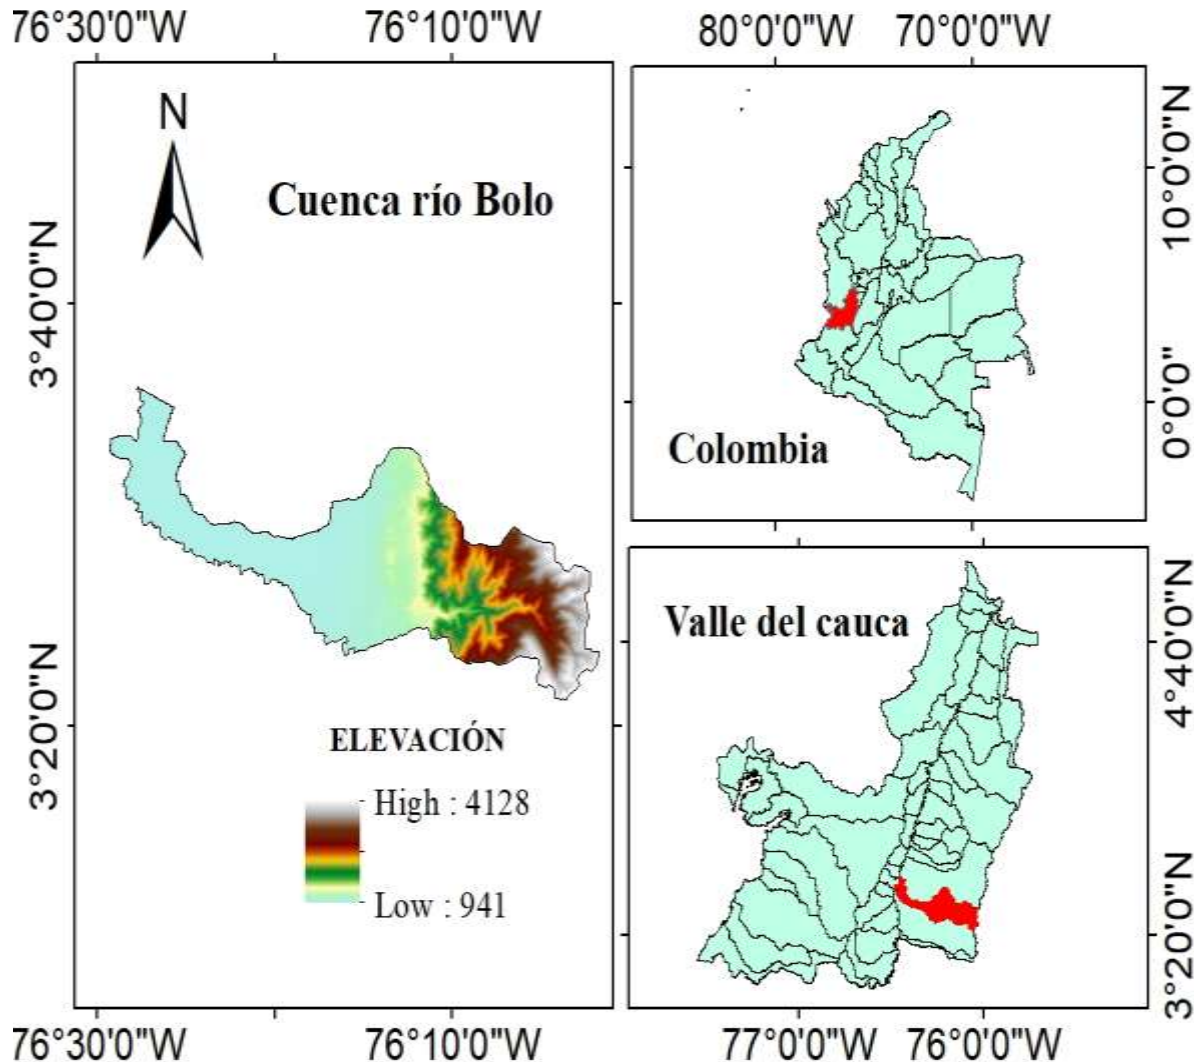 76°30'0"W 76°10'0"W
N
Cuenca río Bolo
3°40'0"N
3°20'0"N
ELEVACIÓN
High : 4128
Low : 941
76°30'0"W 76°10'0"W
80°0'0"W 70°0'0"W
10°0'0"N
0°0'0"
Colombia
Valle del cauca
4°40'0"N
3°20'0"N
77°0'0"W 76°0'0"W